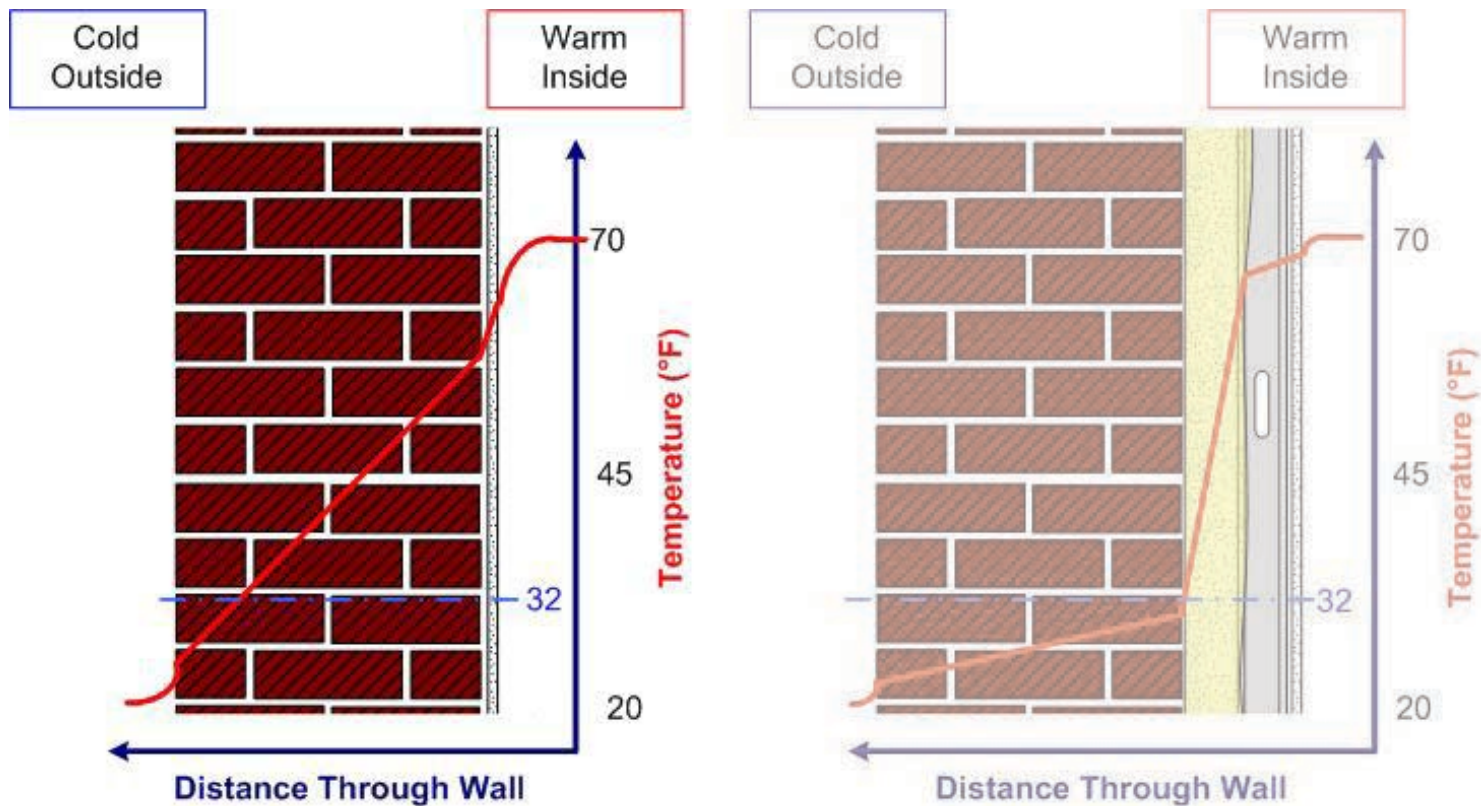 Cold
Outside
Warm
Inside
70
45
32
20
Temperature (°F)
Distance Through Wall
Cold
Outside
Warm
Inside
70
45
32
20
Temperature (°F)
Distance Through Wall